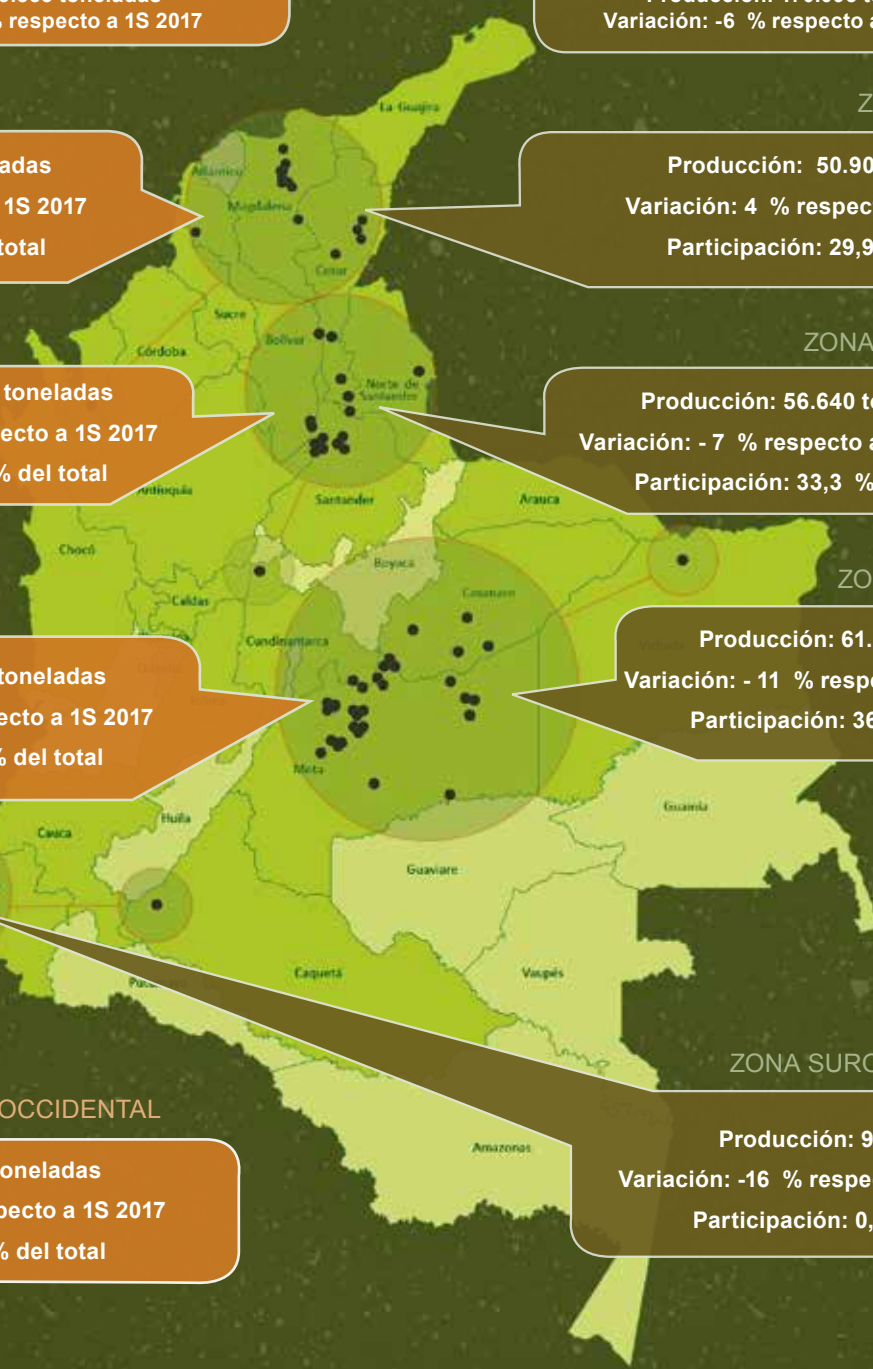 % respecto a 1S 2017
Variación: -6 % respecto a
La Guajira
Z
adas
1S 2017
total
Atlántico
Magdalena
Cesar
Producción: 50.90
Variación: 4 % respec
Participación: 29,9
Sucre
Córdoba
Bolívar
Norte de
Santander
ZONA
toneladas
ecto a 1S 2017
% del total
Producción: 56.640 to
Variación: - 7 % respecto a
Participación: 33,3 %
Antioquia
Santander
Arauca
Chocó
Boyacá
Caldas
Casanare
Cundinamarca
ZO
toneladas
ecto a 1S 2017
% del total
Producción: 61.
Variación: - 11 % respe
Participación: 36
Vichada
Meta
Huila
Cauca
Guainía
Guaviare
Caquetá
Vaupés
Amazonas
ZONA SURO
OCCIDENTAL
oneladas
pecto a 1S 2017
% del total
Producción: 9
Variación: -16 % respe
Participación: 0,